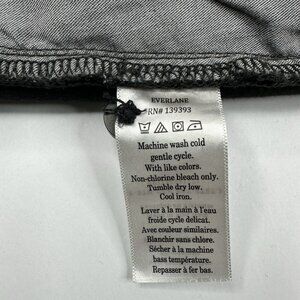 EVERLANE
RN# 139393
Machine wash cold
gentle cycle.
With like colors.
Non-chlorine bleach only.
Tumble dry low.
Cool iron.
Laver à la main à l'eau
froide cycle délicat.
Avec couleur similaires.
Blanchir sans chlore.
Sécher à la machine
bass température.
Repasser à fer bas.